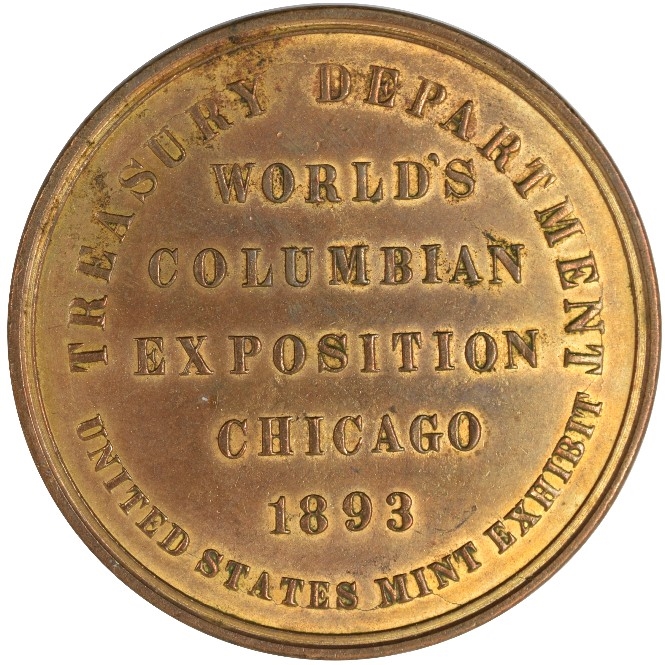 TREASURY DEPARTMENT
WORLD'S
COLUMBIAN
EXPOSITION
CHICAGO
1893
UNITED STATES MINT EXHIBIT